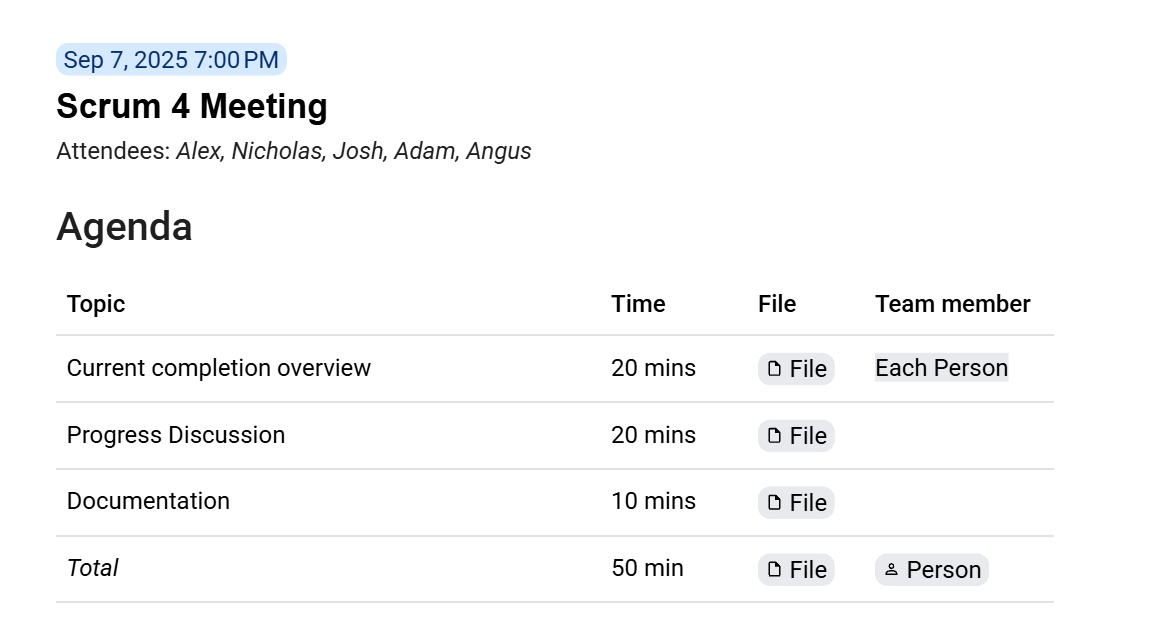 Sep 7, 2025 7:00 PM
Scrum 4 Meeting
Attendees: Alex, Nicholas, Josh, Adam, Angus
Agenda
Topic Time File Team member
Current completion overview 20 mins File Each Person
Progress Discussion 20 mins File
Documentation 10 mins File
Total 50 min File Person